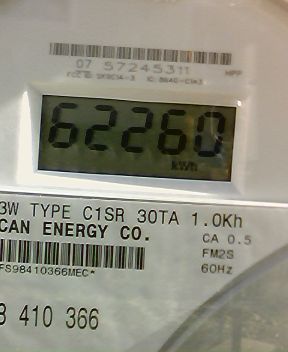 07 57245311
62260
kWh
3W TYPE C1SR 30TA 1.0Kh
CAN ENERGY CO.
CA 0.5
FM2S
FS98410366MEC*
60Hz
410 366